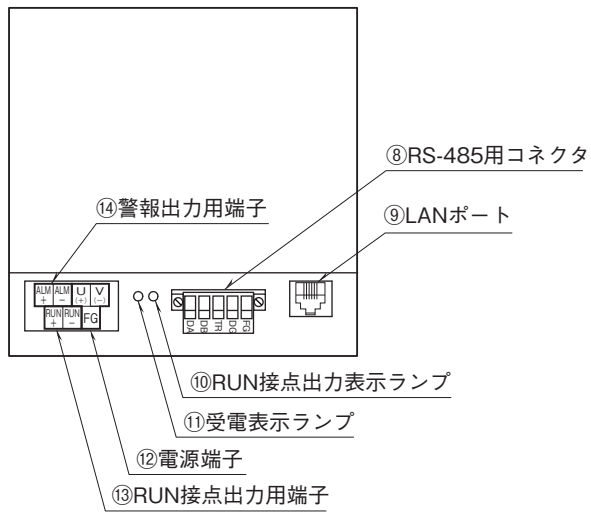 ⑧RS-485用コネクタ
⑭警報出力用端子
⑨LANポート
ALM + ALM − U (+) V (−)
RUN + RUN − FG
DA DB TR DG FG
⑩RUN接点出力表示ランプ
⑪受電表示ランプ
⑫電源端子
⑬RUN接点出力用端子